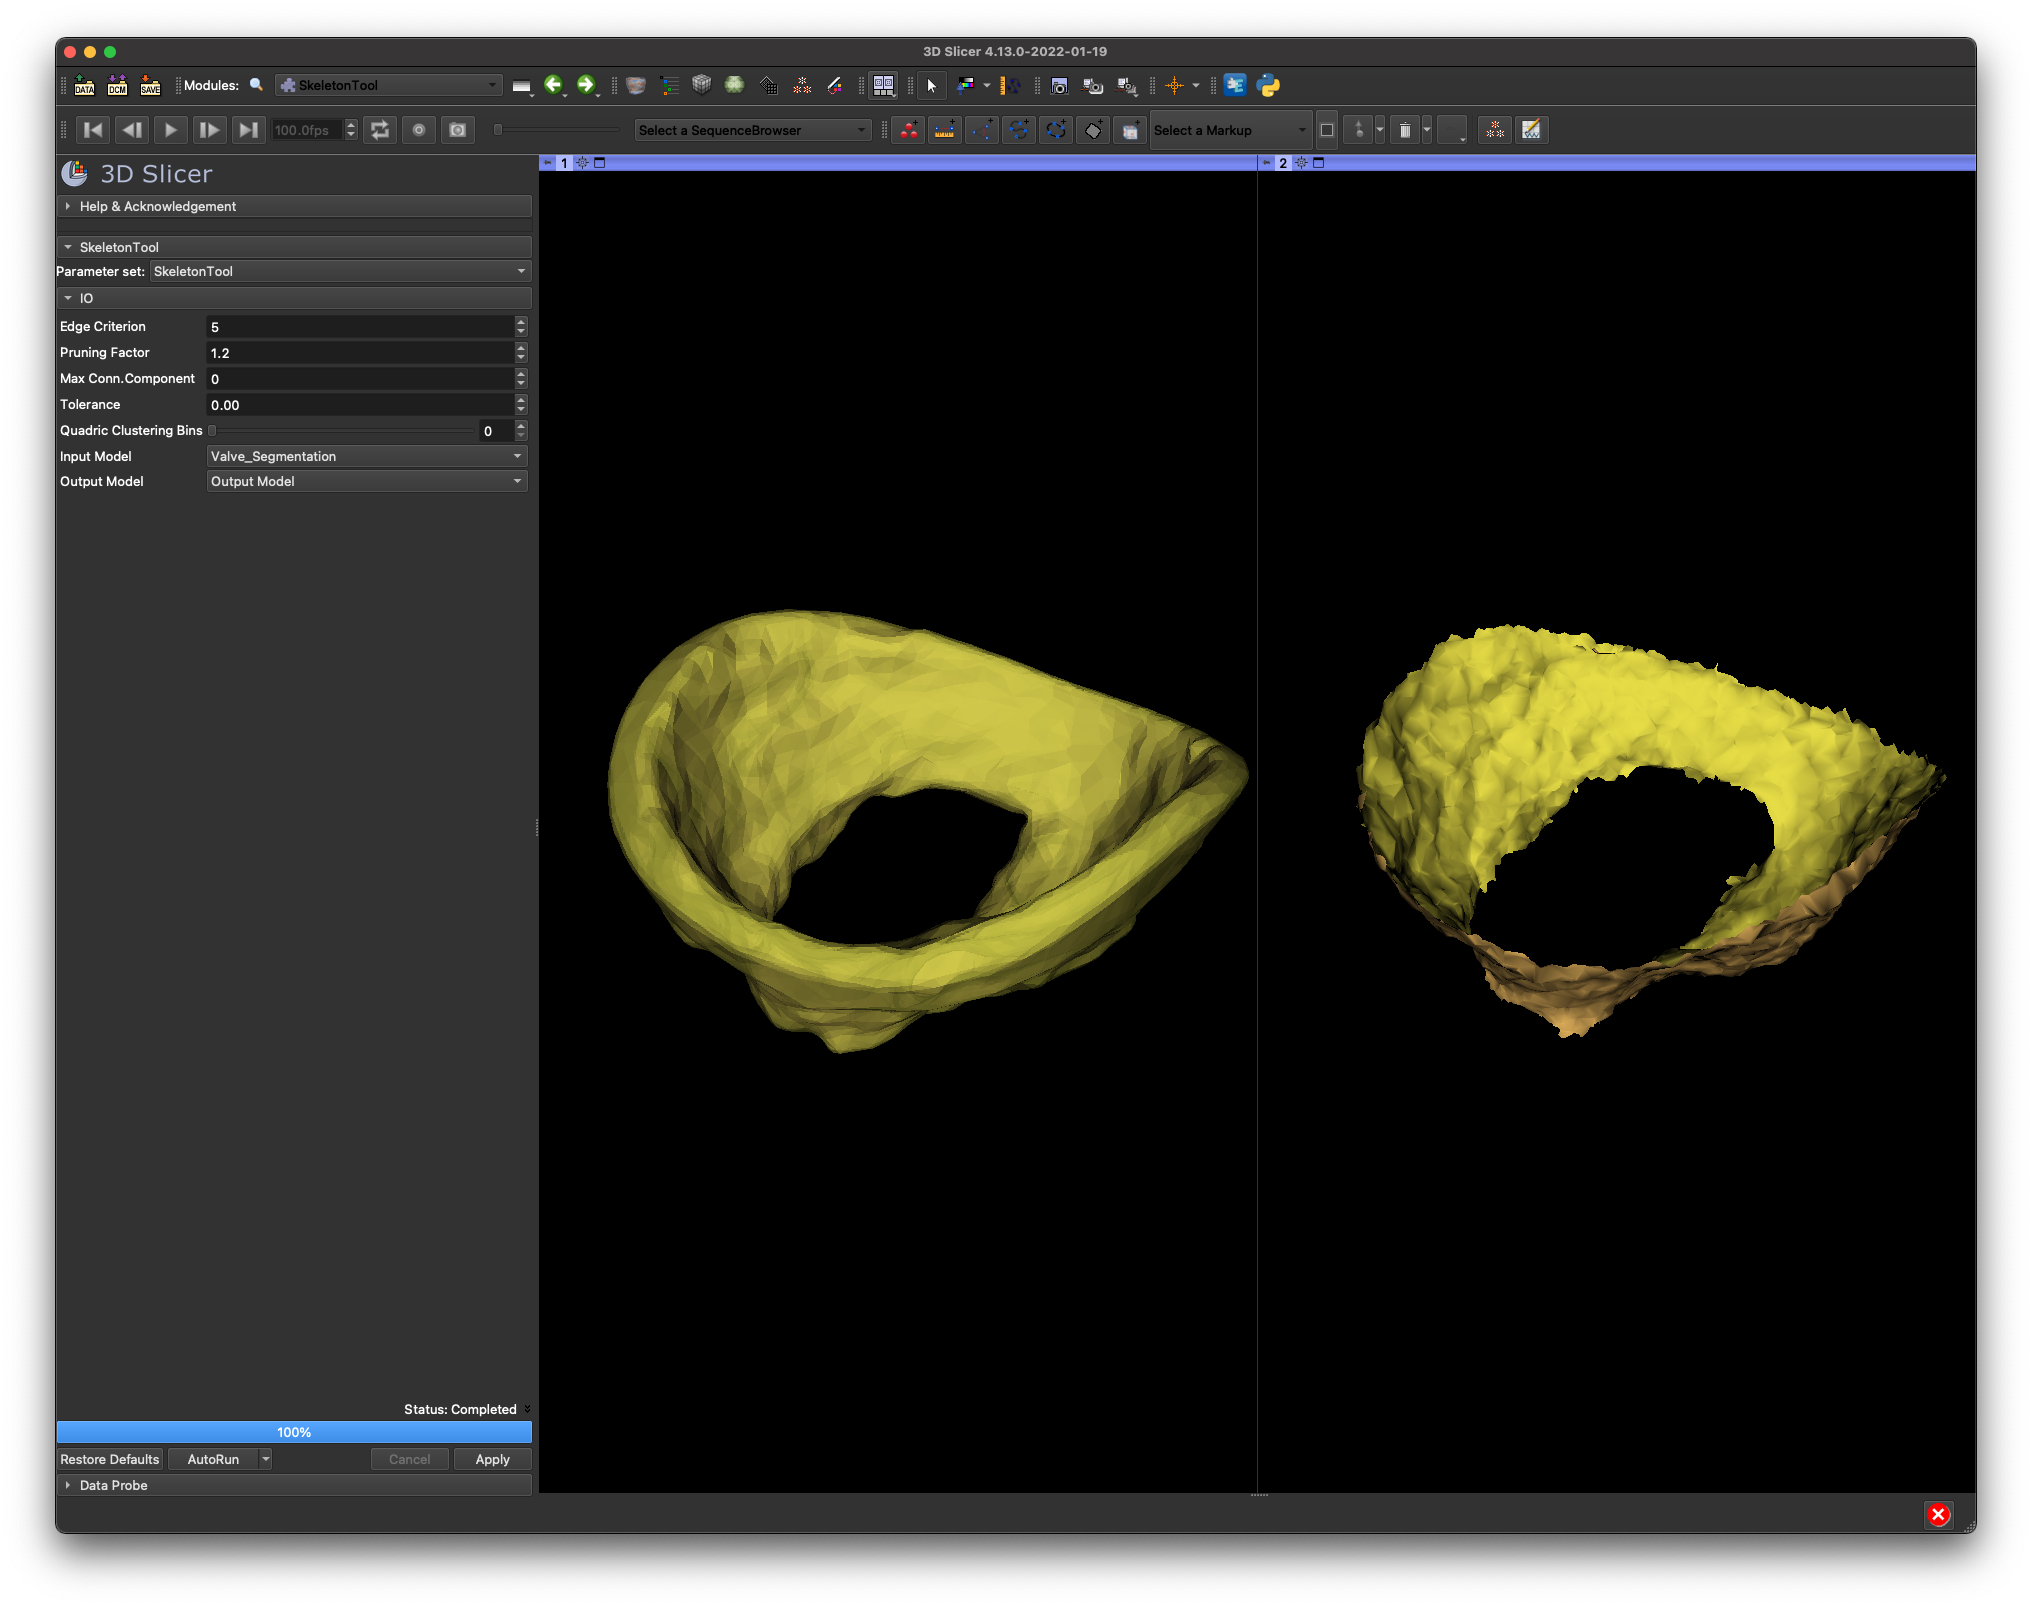 3D Slicer 4.13.0-2022-01-19
DATA DCM SAVE Modules: SkeletonTool
100.0fps Select a SequenceBrowser Select a Markup
3D Slicer
1
2
Help & Acknowledgement
SkeletonTool
Parameter set: SkeletonTool
IO
Edge Criterion 5
Pruning Factor 1.2
Max Conn.Component 0
Tolerance 0.00
Quadric Clustering Bins 0
Input Model Valve_Segmentation
Output Model Output Model
Status: Completed
100%
Restore Defaults AutoRun Cancel Apply
Data Probe